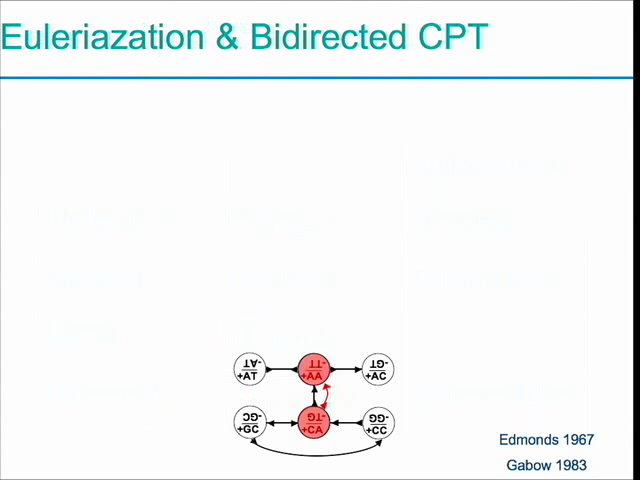 Euleriazation & Bidirected CPT
-AT -TT -GT
+AT +AA +AC
-GC -TG -GG
+GC +CA +CC
Edmonds 1967
Gabow 1983